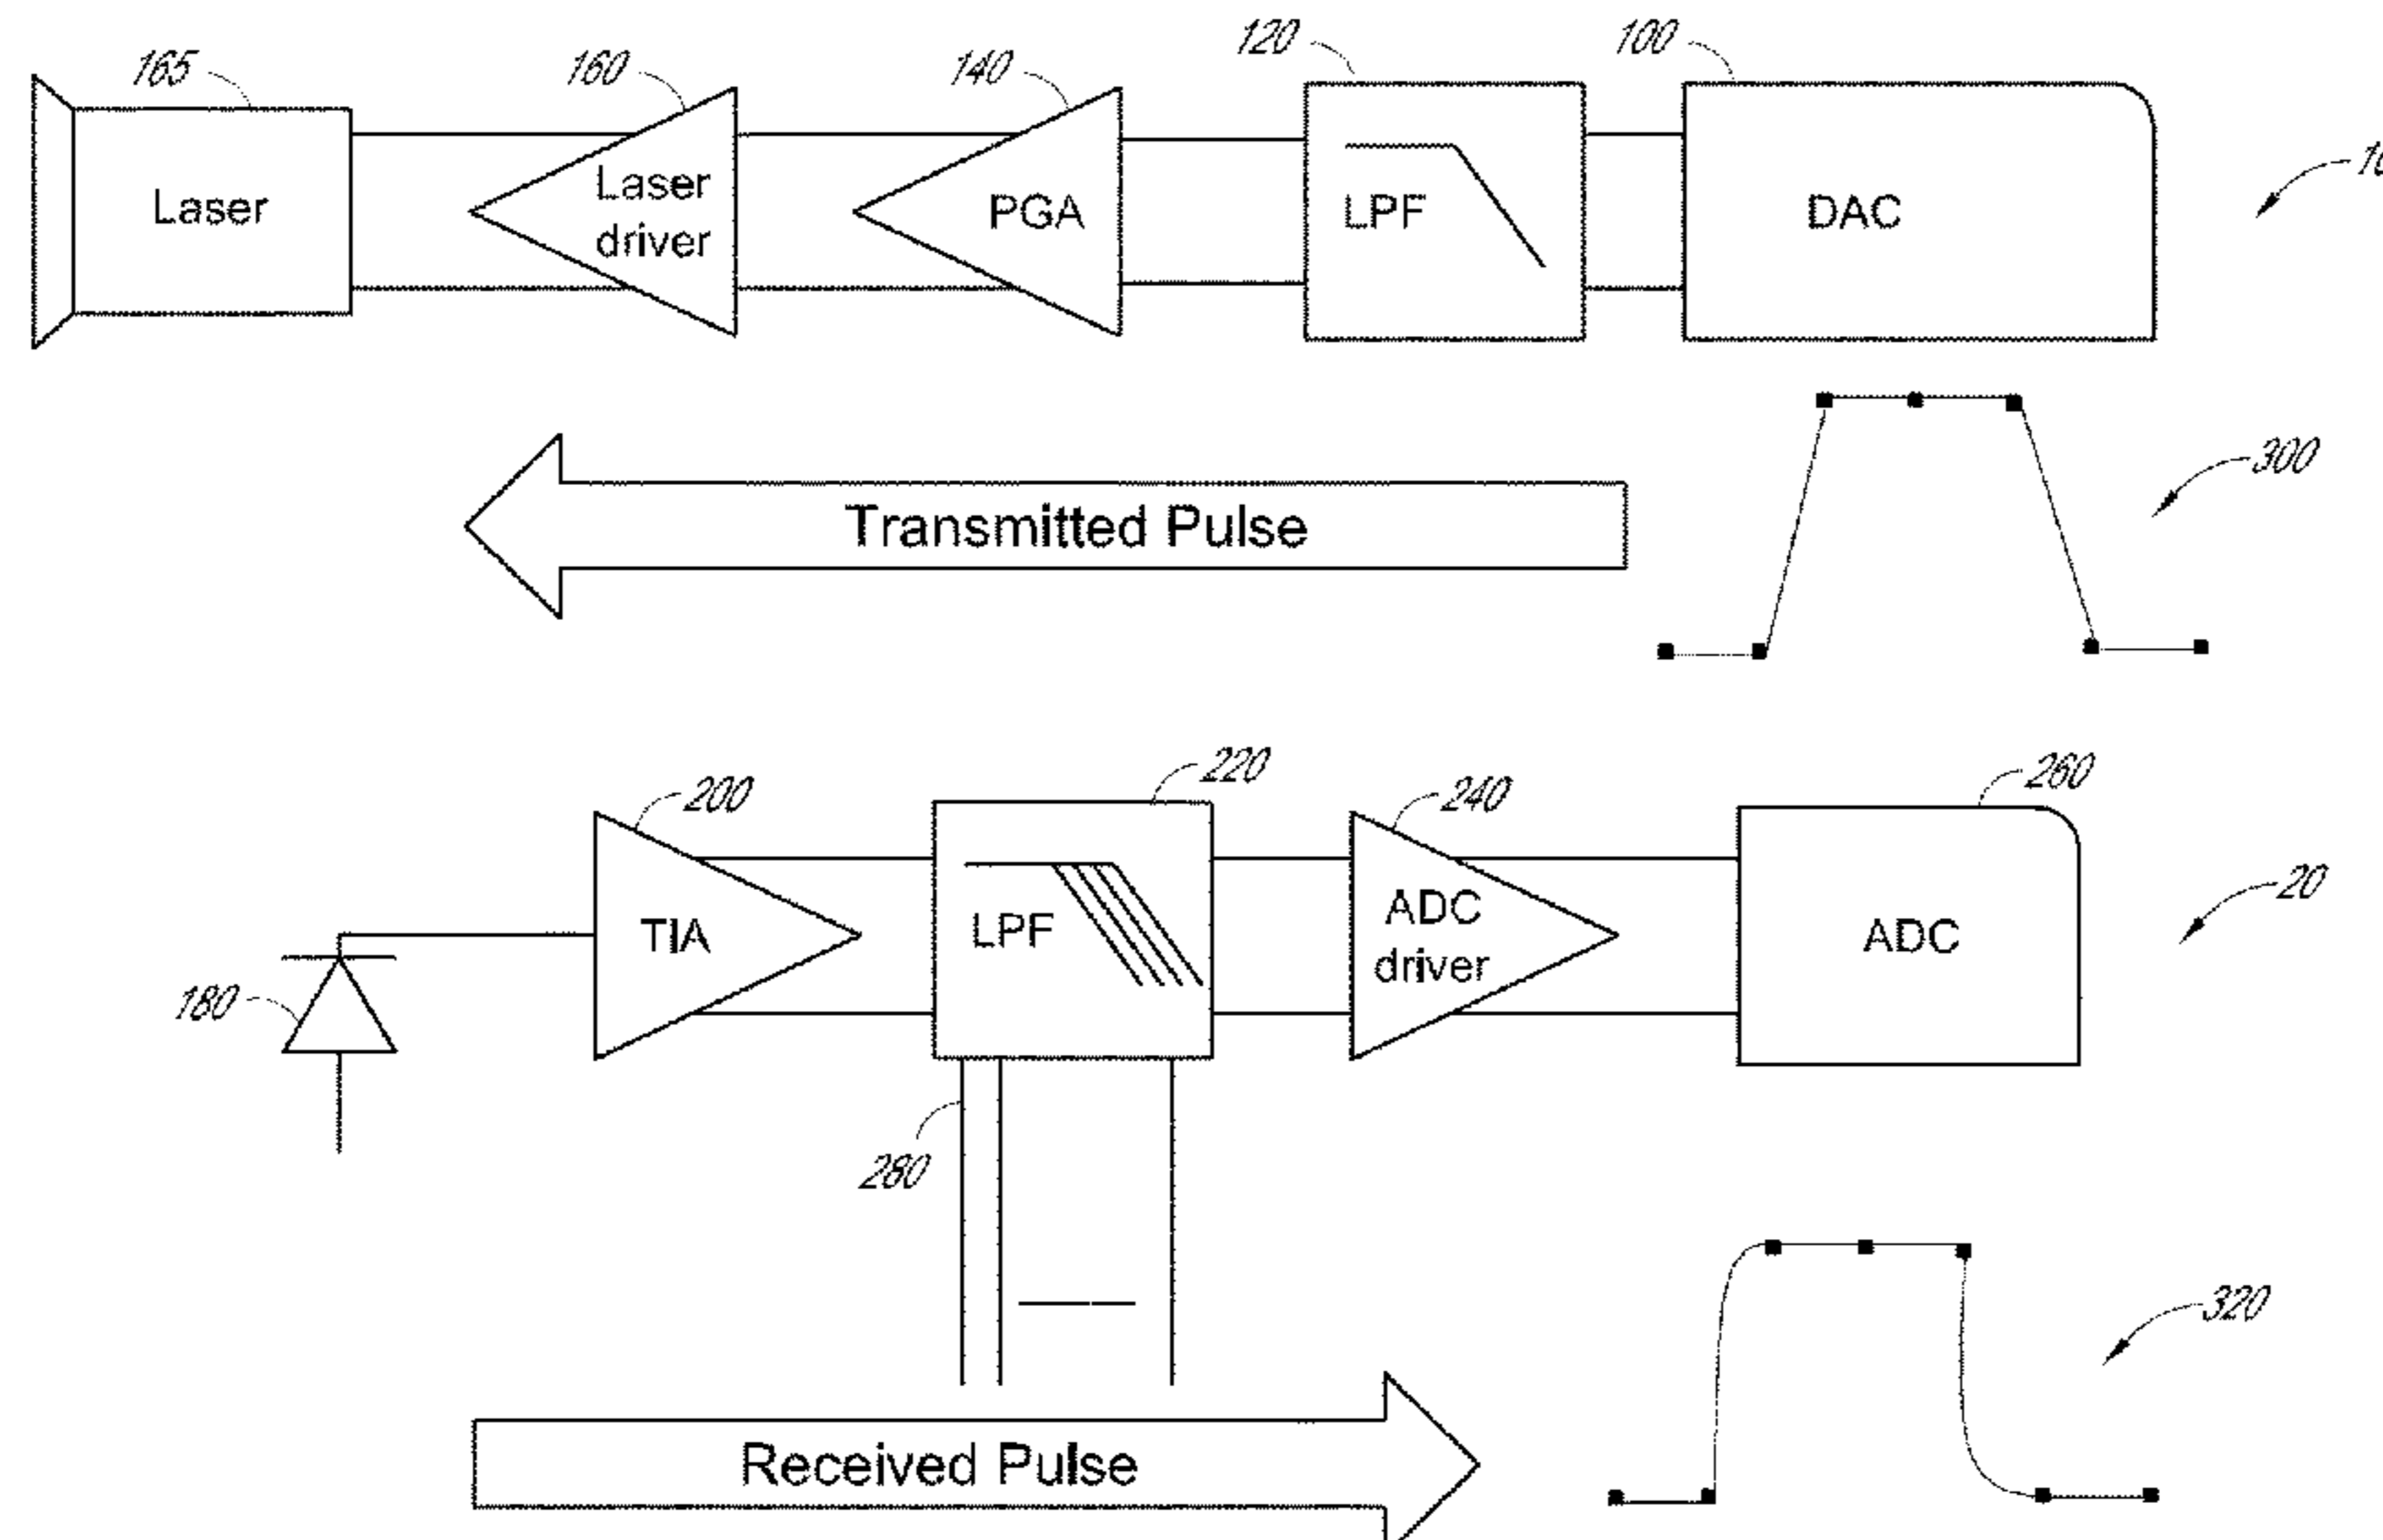 165
160
140
120
100
Laser
Laser
driver
PGA
LPF
DAC
Transmitted Pulse
300
200
220
240
260
TIA
LPF
ADC
driver
ADC
20
180
280
320
Received Pulse